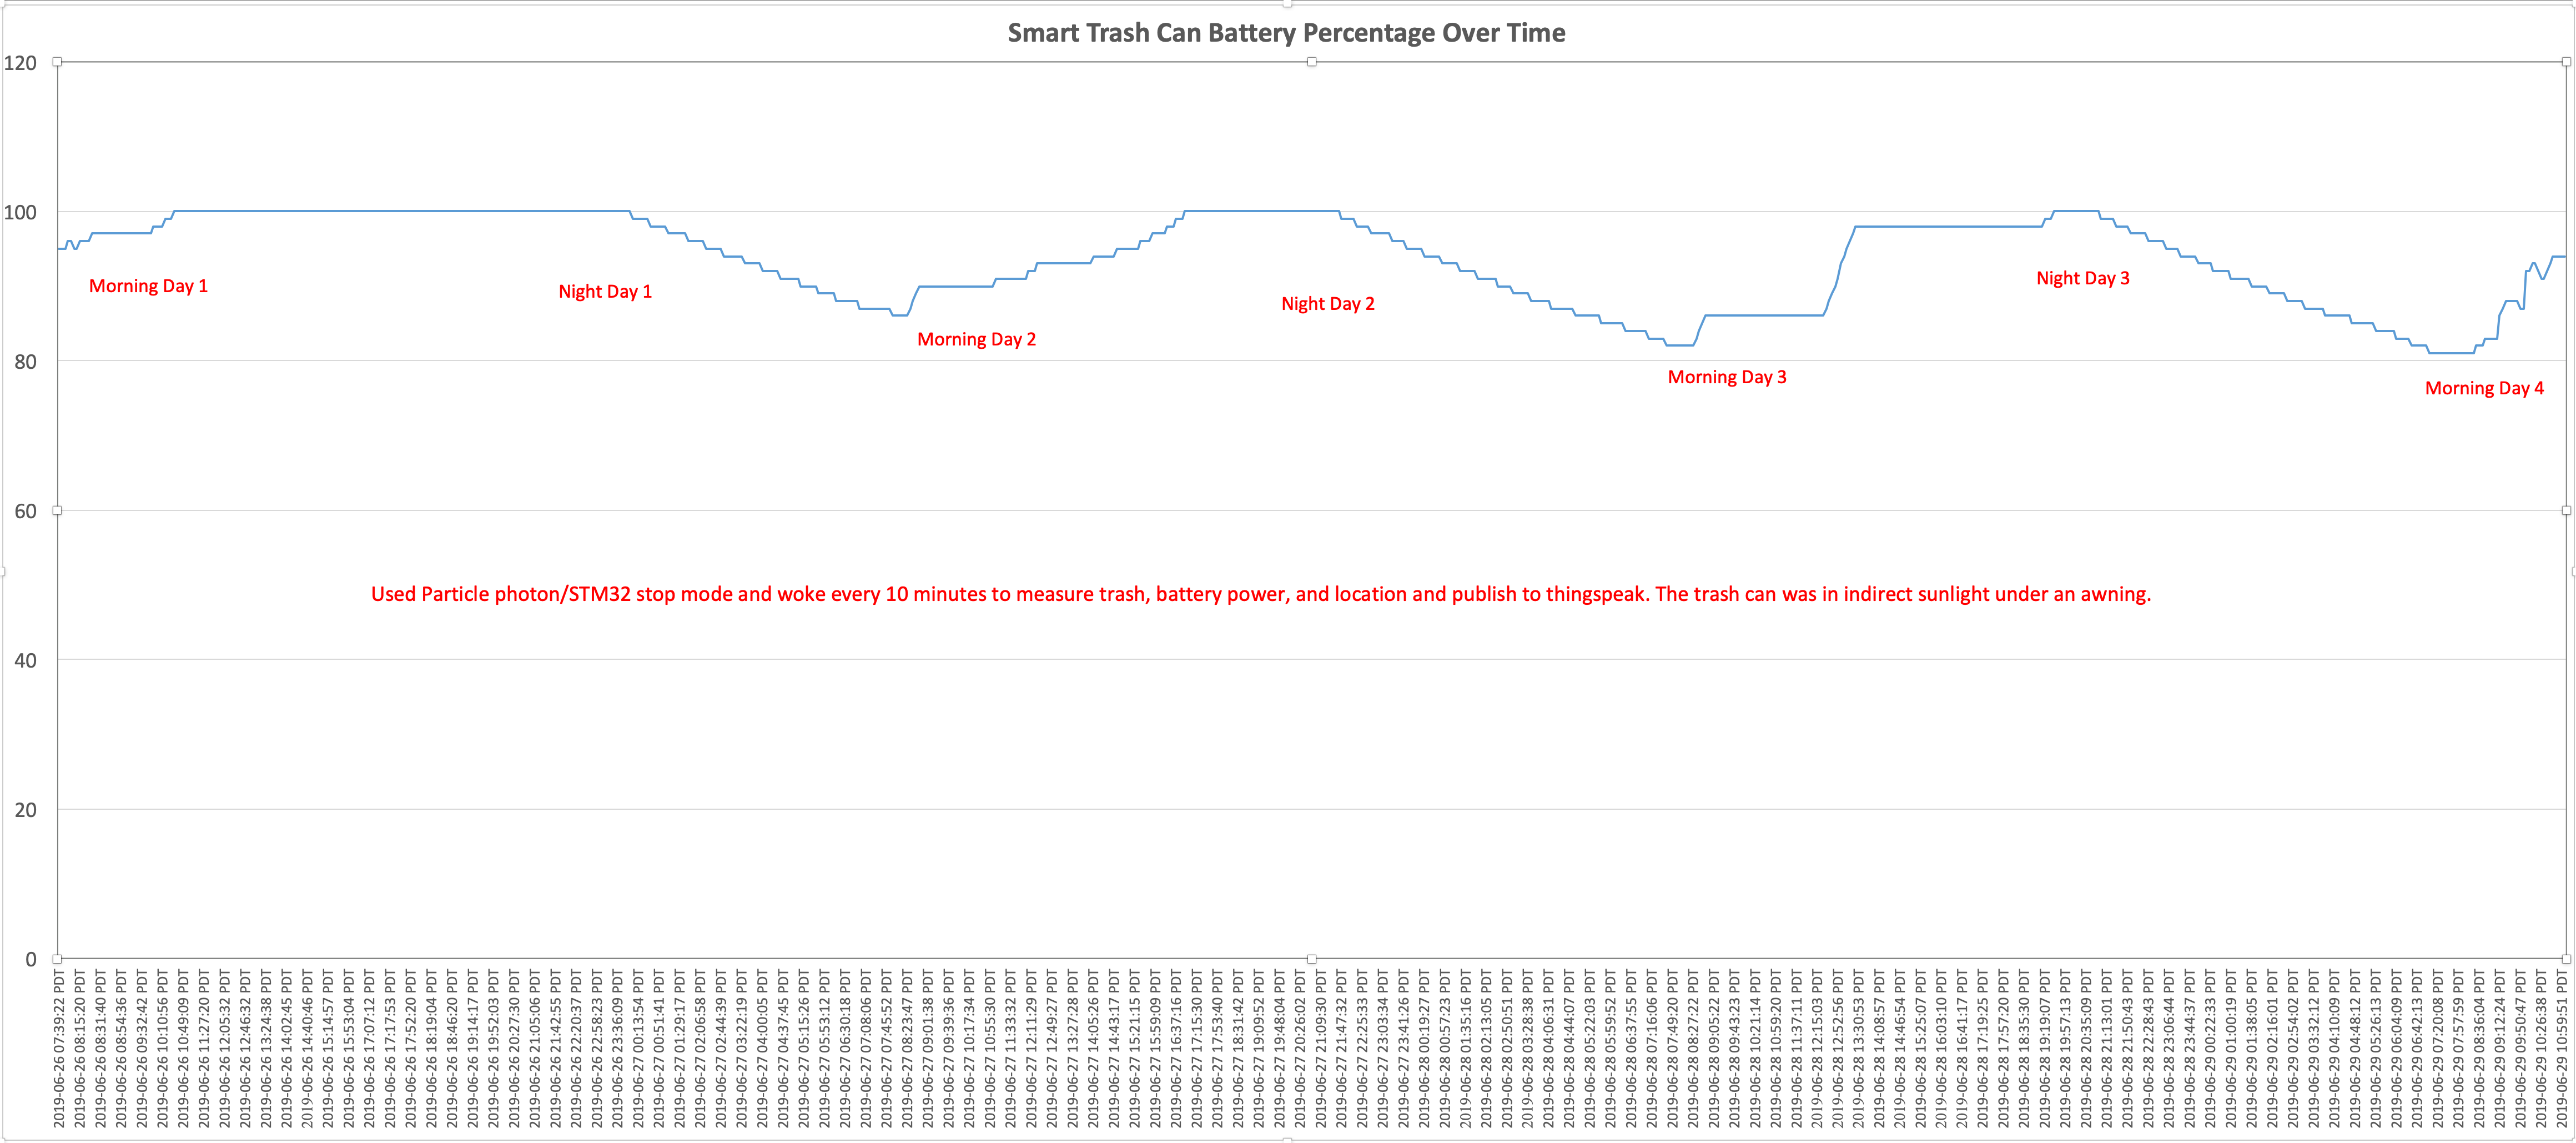 Smart Trash Can Battery Percentage Over Time
120
100
80
60
40
20
0
Morning Day 1
Night Day 1
Morning Day 2
Night Day 2
Morning Day 3
Night Day 3
Morning Day 4
Used Particle photon/STM32 stop mode and woke every 10 minutes to measure trash, battery power, and location and publish to thingspeak. The trash can was in indirect sunlight under an awning.
2019-06-26 07:39:22 PDT
2019-06-26 08:15:20 PDT
2019-06-26 08:31:40 PDT
2019-06-26 08:54:36 PDT
2019-06-26 09:32:42 PDT
2019-06-26 10:10:56 PDT
2019-06-26 10:49:09 PDT
2019-06-26 11:27:20 PDT
2019-06-26 12:05:32 PDT
2019-06-26 12:46:32 PDT
2019-06-26 13:24:38 PDT
2019-06-26 14:02:45 PDT
2019-06-26 14:40:46 PDT
2019-06-26 15:14:57 PDT
2019-06-26 15:53:04 PDT
2019-06-26 17:07:12 PDT
2019-06-26 17:17:53 PDT
2019-06-26 17:52:20 PDT
2019-06-26 18:19:04 PDT
2019-06-26 18:46:20 PDT
2019-06-26 19:14:17 PDT
2019-06-26 19:52:03 PDT
2019-06-26 20:27:30 PDT
2019-06-26 21:05:06 PDT
2019-06-26 21:42:55 PDT
2019-06-26 22:20:37 PDT
2019-06-26 22:58:23 PDT
2019-06-26 23:36:09 PDT
2019-06-27 00:13:54 PDT
2019-06-27 00:51:41 PDT
2019-06-27 01:29:17 PDT
2019-06-27 02:06:58 PDT
2019-06-27 02:44:39 PDT
2019-06-27 03:22:19 PDT
2019-06-27 04:00:05 PDT
2019-06-27 04:37:45 PDT
2019-06-27 05:15:26 PDT
2019-06-27 05:53:12 PDT
2019-06-27 06:30:18 PDT
2019-06-27 07:08:06 PDT
2019-06-27 07:45:52 PDT
2019-06-27 08:23:47 PDT
2019-06-27 09:01:38 PDT
2019-06-27 09:39:36 PDT
2019-06-27 10:17:34 PDT
2019-06-27 10:55:30 PDT
2019-06-27 11:33:32 PDT
2019-06-27 12:11:29 PDT
2019-06-27 12:49:27 PDT
2019-06-27 13:27:28 PDT
2019-06-27 14:05:26 PDT
2019-06-27 14:43:17 PDT
2019-06-27 15:21:15 PDT
2019-06-27 15:59:09 PDT
2019-06-27 16:37:16 PDT
2019-06-27 17:15:30 PDT
2019-06-27 17:53:40 PDT
2019-06-27 18:31:42 PDT
2019-06-27 19:09:52 PDT
2019-06-27 19:48:04 PDT
2019-06-27 20:26:02 PDT
2019-06-27 21:09:30 PDT
2019-06-27 21:47:32 PDT
2019-06-27 22:25:33 PDT
2019-06-27 23:03:34 PDT
2019-06-27 23:41:26 PDT
2019-06-28 00:19:27 PDT
2019-06-28 00:57:23 PDT
2019-06-28 01:35:16 PDT
2019-06-28 02:13:05 PDT
2019-06-28 02:50:51 PDT
2019-06-28 03:28:38 PDT
2019-06-28 04:06:31 PDT
2019-06-28 04:44:07 PDT
2019-06-28 05:22:03 PDT
2019-06-28 05:59:52 PDT
2019-06-28 06:37:55 PDT
2019-06-28 07:16:06 PDT
2019-06-28 07:49:20 PDT
2019-06-28 08:27:22 PDT
2019-06-28 09:05:22 PDT
2019-06-28 09:43:23 PDT
2019-06-28 10:21:14 PDT
2019-06-28 10:59:20 PDT
2019-06-28 11:37:11 PDT
2019-06-28 12:15:03 PDT
2019-06-28 12:52:56 PDT
2019-06-28 13:30:53 PDT
2019-06-28 14:08:57 PDT
2019-06-28 14:46:54 PDT
2019-06-28 15:25:07 PDT
2019-06-28 16:03:10 PDT
2019-06-28 16:41:17 PDT
2019-06-28 17:19:25 PDT
2019-06-28 17:57:20 PDT
2019-06-28 18:35:30 PDT
2019-06-28 19:19:07 PDT
2019-06-28 19:57:13 PDT
2019-06-28 20:35:09 PDT
2019-06-28 21:13:01 PDT
2019-06-28 21:50:43 PDT
2019-06-28 22:28:43 PDT
2019-06-28 23:06:44 PDT
2019-06-28 23:44:37 PDT
2019-06-29 00:22:33 PDT
2019-06-29 01:00:19 PDT
2019-06-29 01:38:05 PDT
2019-06-29 02:16:01 PDT
2019-06-29 02:54:02 PDT
2019-06-29 03:32:12 PDT
2019-06-29 04:10:09 PDT
2019-06-29 04:48:12 PDT
2019-06-29 05:26:13 PDT
2019-06-29 06:04:09 PDT
2019-06-29 06:42:13 PDT
2019-06-29 07:20:08 PDT
2019-06-29 07:57:59 PDT
2019-06-29 08:36:04 PDT
2019-06-29 09:12:24 PDT
2019-06-29 09:50:47 PDT
2019-06-29 10:26:38 PDT
2019-06-29 10:59:51 PDT